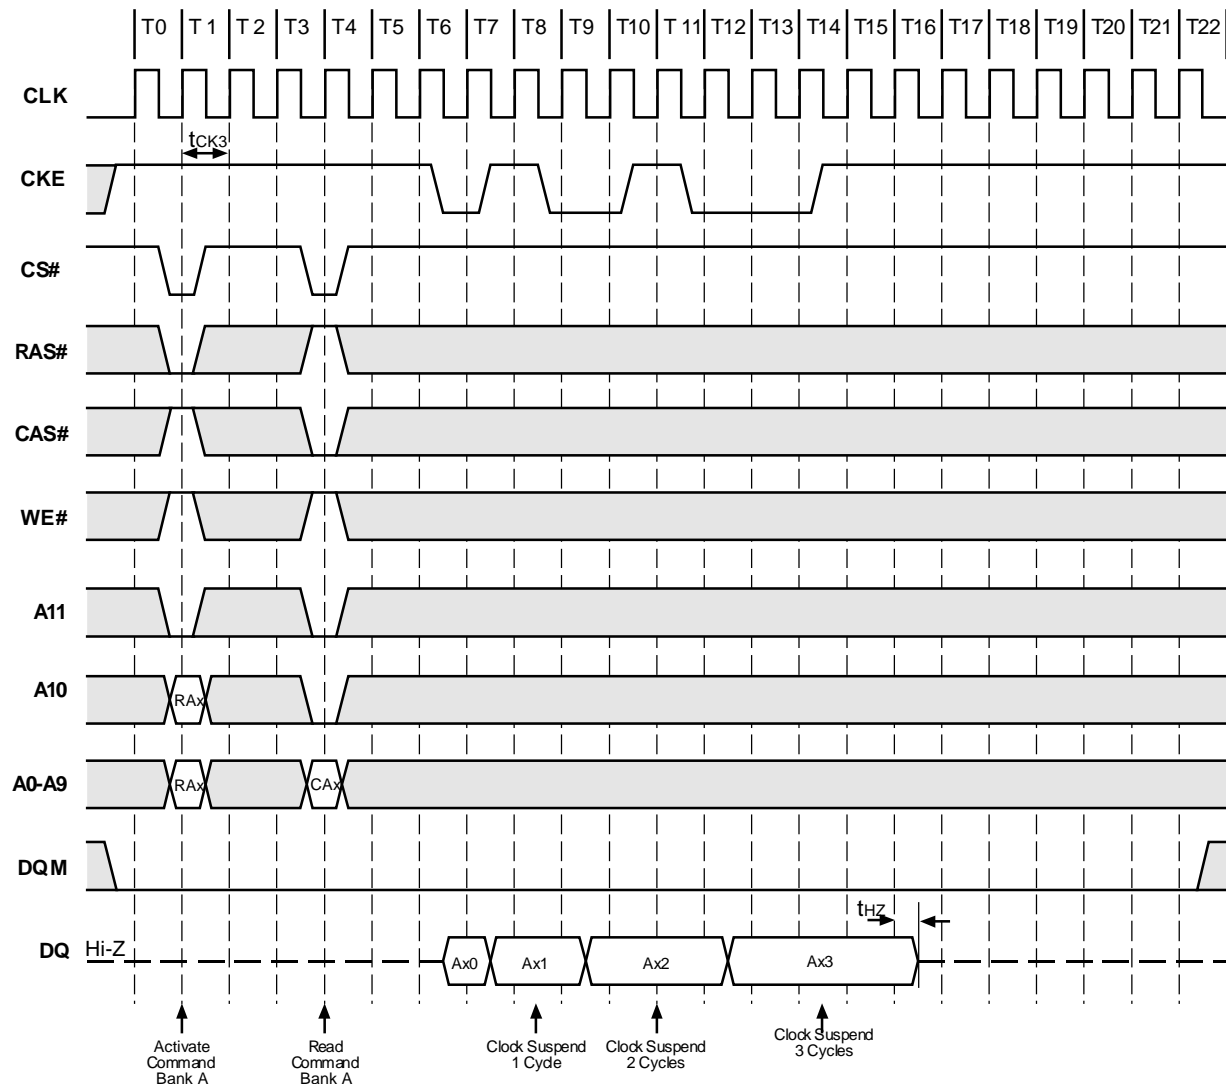 T0 T 1 T 2 T3 T4 T5 T6 T7 T8 T9 T10 T 11 T12 T13 T14 T15 T16 T17 T18 T19 T20 T21 T22
CLK
tCK3
CKE
CS#
RAS#
CAS#
WE#
A11
A10 RAx
A0-A9 RAx CAx
DQM
tHZ
DQ Hi-Z Ax0 Ax1 Ax2 Ax3
Activate
Command
Bank A
Read
Command
Bank A
Clock Suspend
1 Cycle
Clock Suspend
2 Cycles
Clock Suspend
3 Cycles